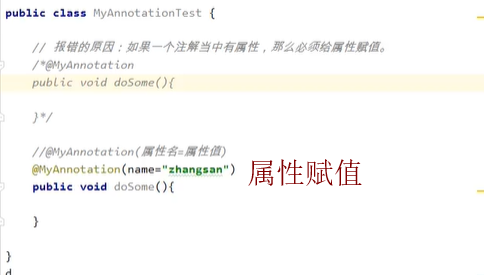 public class MyAnnotationTest {
// 报错的原因：如果一个注解当中有属性，那么必须给属性赋值。
/*@MyAnnotation
public void doSome(){
}*/
//@MyAnnotation(属性名=属性值)
@MyAnnotation(name="zhangsan")
属性赋值
public void doSome(){
}
}
d